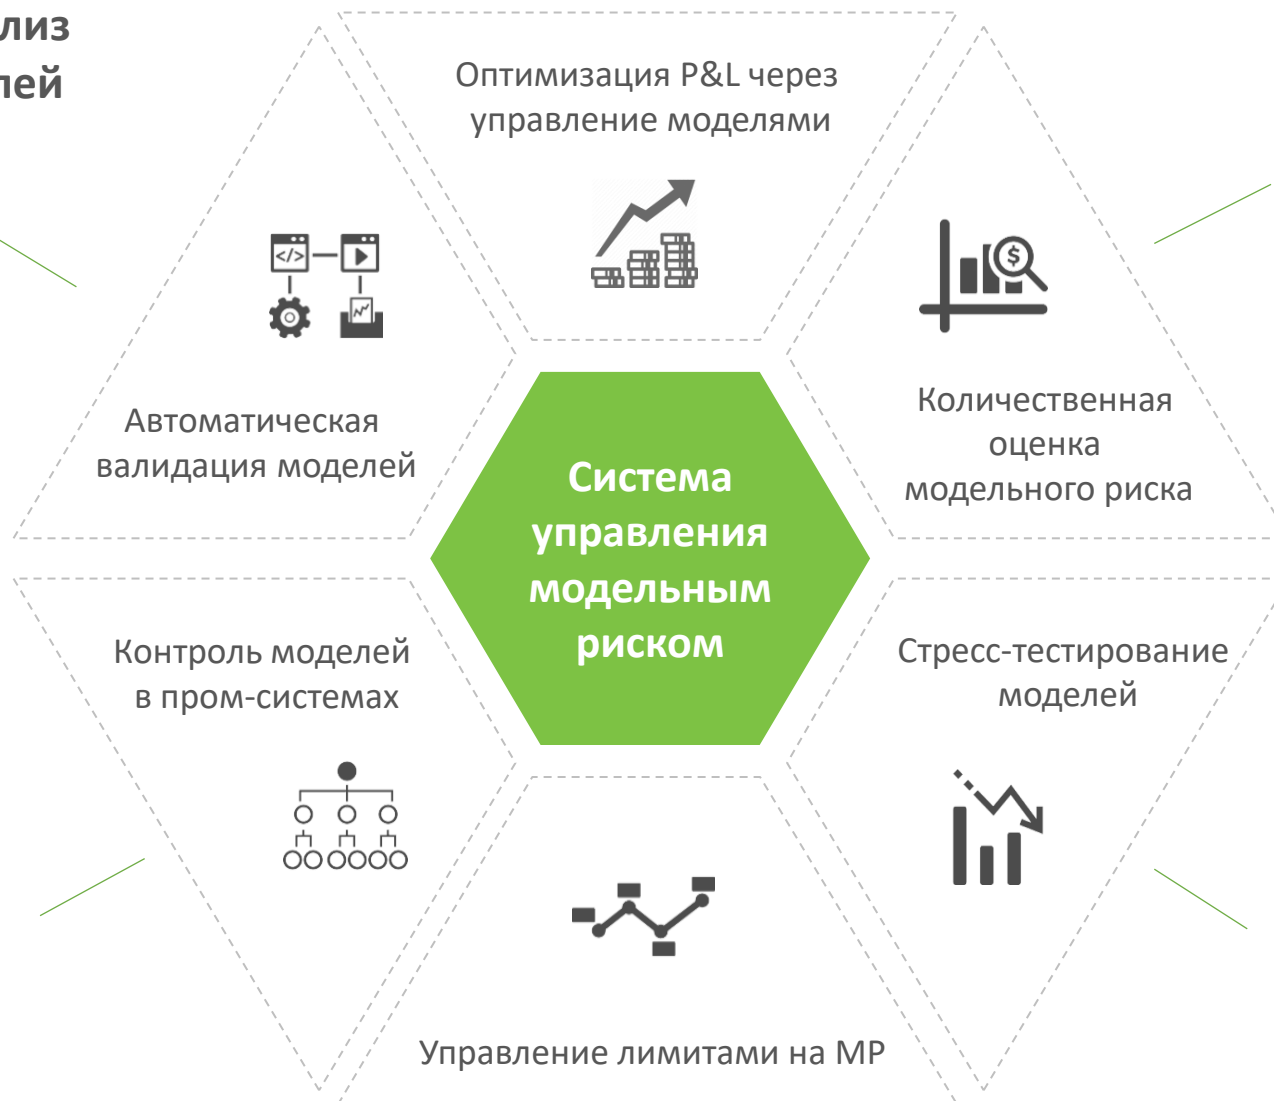 лиз
лей
Оптимизация P&L через
управление моделями
Автоматическая
валидация моделей
Количественная
оценка
модельного риска
Система
управления
модельным
риском
Контроль моделей
в пром-системах
Стресс-тестирование
моделей
Управление лимитами на МР